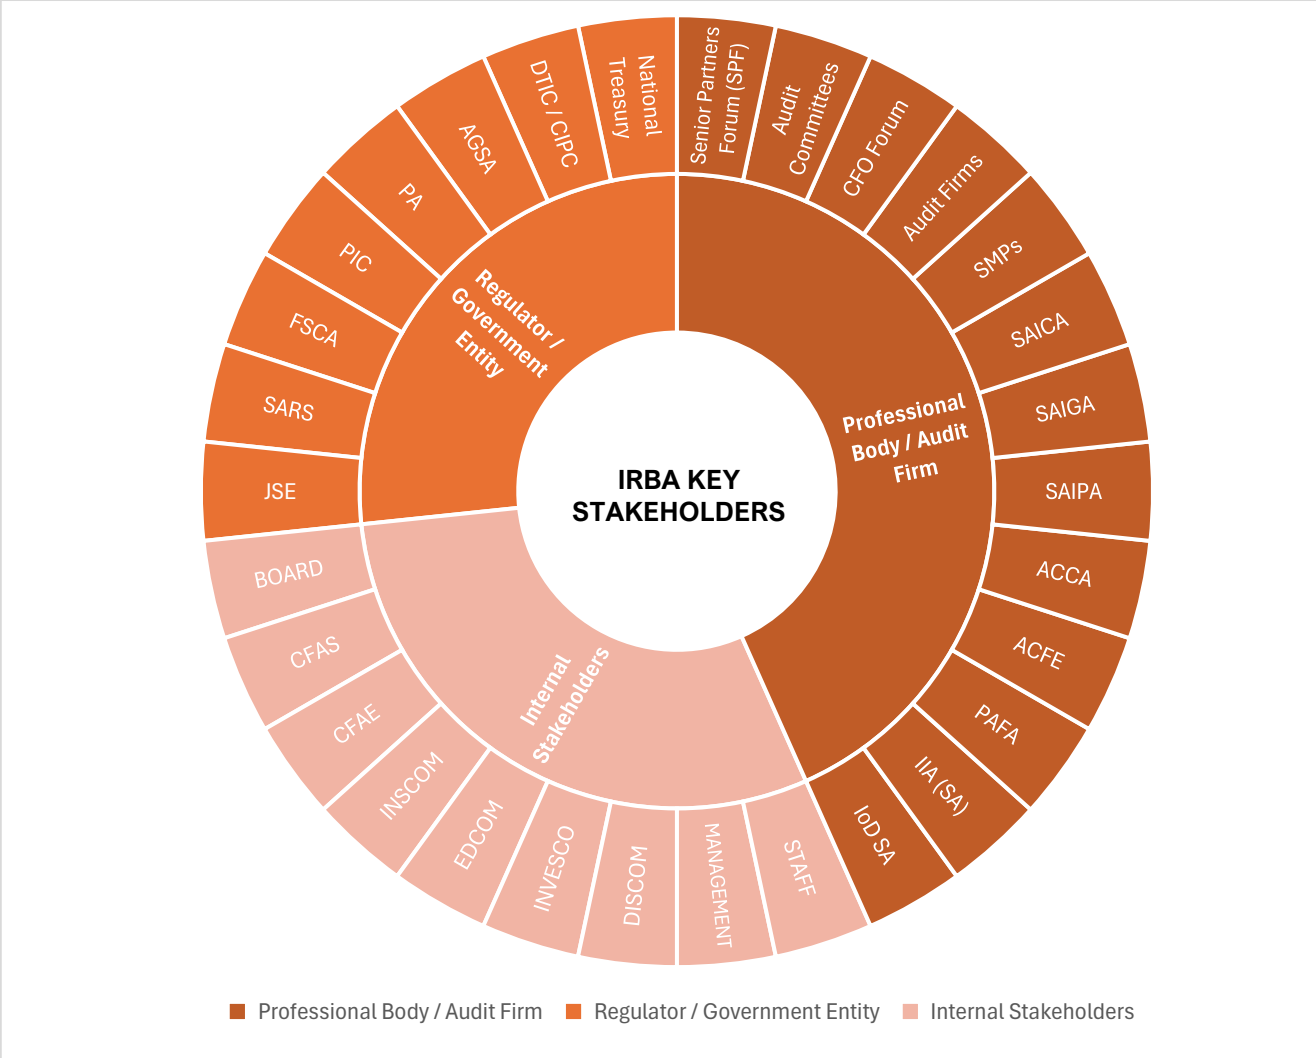 IRBA KEY
STAKEHOLDERS
Professional
Body / Audit
Firm
Senior Partners
Forum (SPF)
Audit
Committees
CFO Forum
Audit Firms
SMPs
SAICA
SAIGA
SAIPA
ACCA
ACFE
PAFA
IIA (SA)
IoD SA
Internal
Stakeholders
STAFF
MANAGEMENT
DISCOM
INVESCO
EDCOM
INSCOM
CFAE
CFAS
BOARD
Regulator /
Government
Entity
JSE
SARS
FSCA
PIC
PA
AGSA
DTIC / CIPC
National
Treasury
Professional Body / Audit Firm
Regulator / Government Entity
Internal Stakeholders